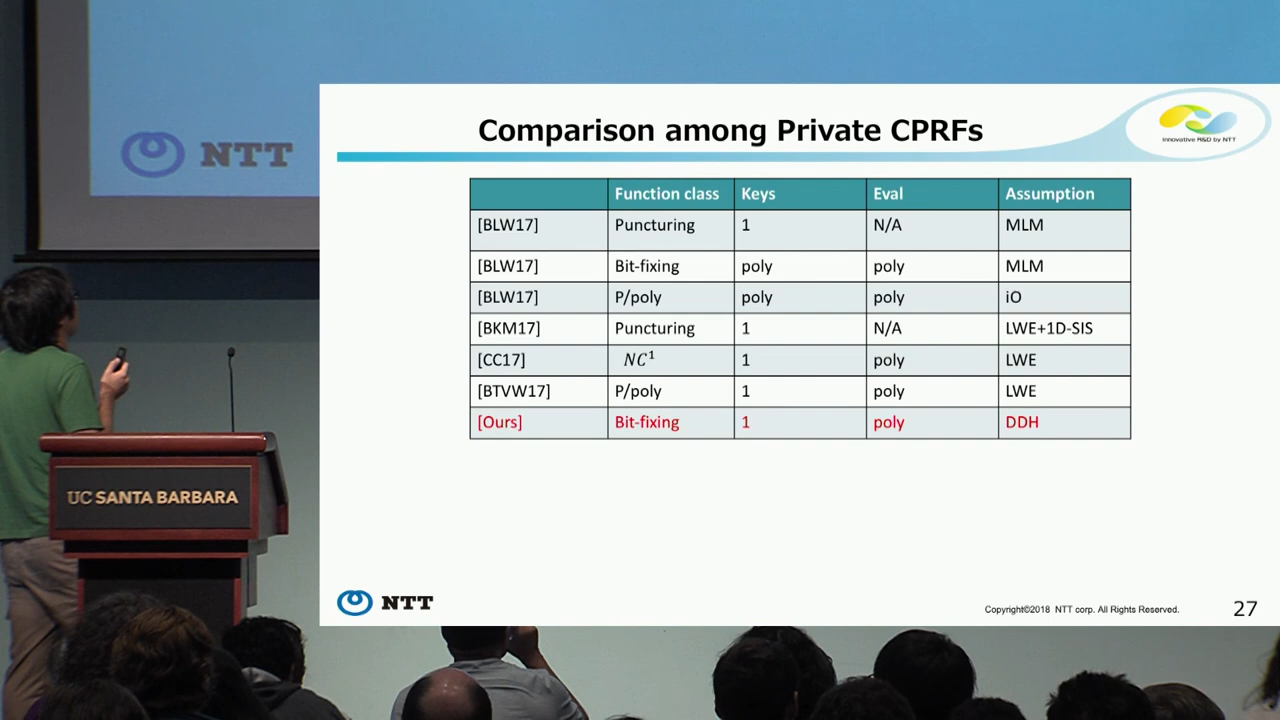 NTT
Comparison among Private CPRFs
Innovative R&D by NTT
Function class Keys Eval Assumption
[BLW17] Puncturing 1 N/A MLM
[BLW17] Bit-fixing poly poly MLM
[BLW17] P/poly poly poly iO
[BKM17] Puncturing 1 N/A LWE+1D-SIS
[CC17] NC¹ 1 poly LWE
[BTVW17] P/poly 1 poly LWE
[Ours] Bit-fixing 1 poly DDH
UC SANTA BARBARA
NTT
Copyright©2018 NTT corp. All Rights Reserved.
27